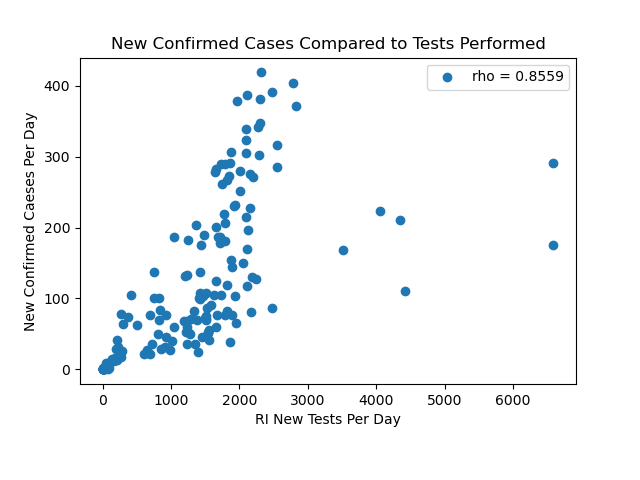 New Confirmed Cases Compared to Tests Performed
rho = 0.8559
New Confirmed Caeses Per Day
400
300
200
100
0
0 1000 2000 3000 4000 5000 6000
RI New Tests Per Day